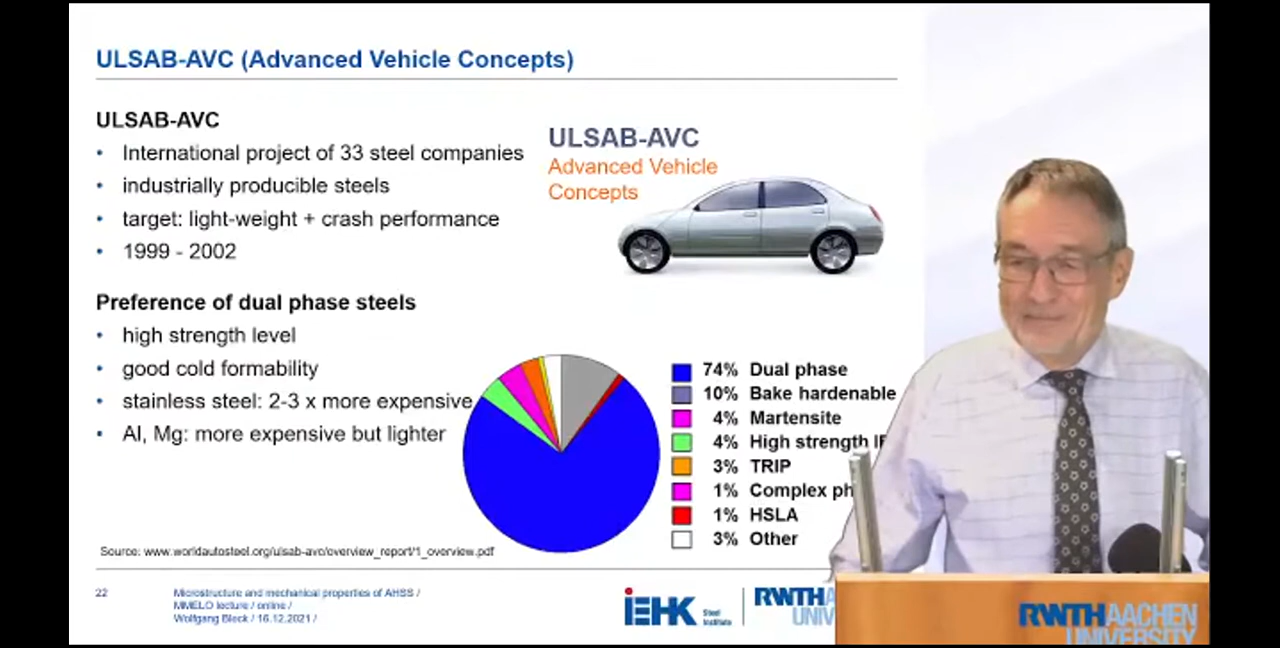 ULSAB-AVC (Advanced Vehicle Concepts)
ULSAB-AVC
• International project of 33 steel companies
• industrially producible steels
• target: light-weight + crash performance
• 1999 - 2002
Preference of dual phase steels
• high strength level
• good cold formability
• stainless steel: 2-3 x more expensive
• Al, Mg: more expensive but lighter
ULSAB-AVC
Advanced Vehicle
Concepts
74% Dual phase
10% Bake hardenable
4% Martensite
4% High strength
3% TRIP
1% Complex
1% HSLA
3% Other
Source: www.worldautosteel.org/ulsab-avc/overview_report/1_overview.pdf
22
Microstructure and mechanical properties of AHSS /
MMELO lecture / online /
Wolfgang Bleck / 16.12.2021 /
IEHK Steel
Institute
RWTH
UNIV
RWTH AACHEN
UNIVERSITY